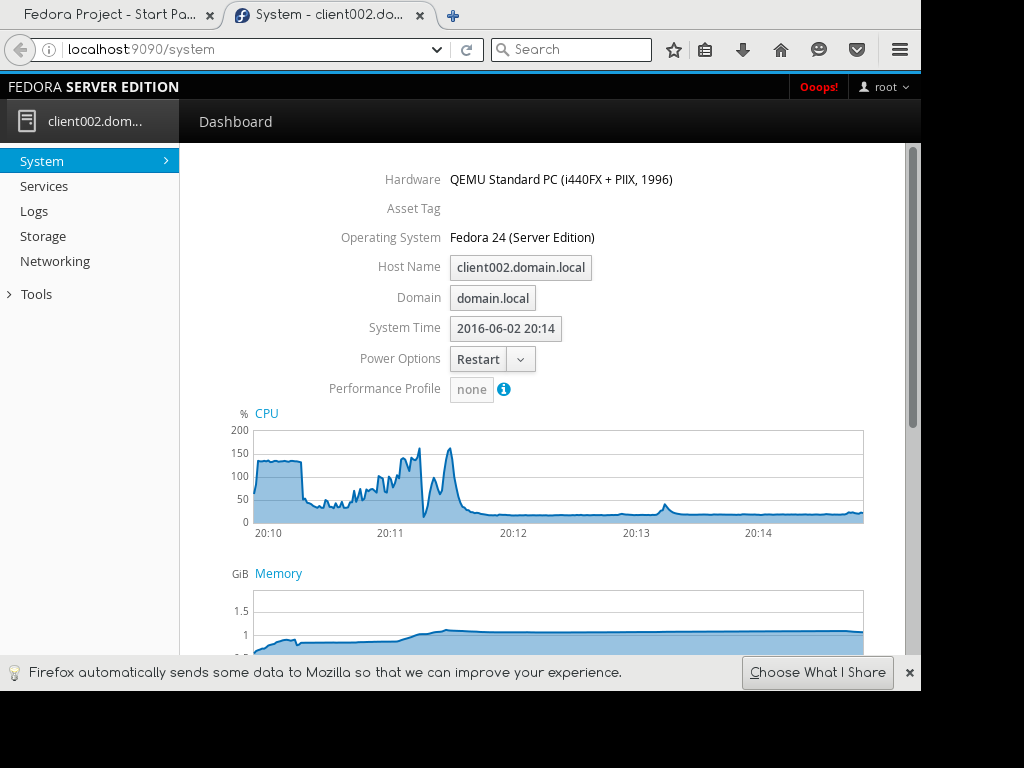 Fedora Project - Start Pa...
System - client002.do...
localhost:9090/system
Search
FEDORA SERVER EDITION
Ooops!
root
client002.dom...
Dashboard
System
Services
Logs
Storage
Networking
Tools
Hardware QEMU Standard PC (i440FX + PIIX, 1996)
Asset Tag
Operating System Fedora 24 (Server Edition)
Host Name client002.domain.local
Domain domain.local
System Time 2016-06-02 20:14
Power Options Restart
Performance Profile none
% CPU
200
150
100
50
0
20:10 20:11 20:12 20:13 20:14
GiB Memory
1.5
1
Firefox automatically sends some data to Mozilla so that we can improve your experience.
Choose What I Share